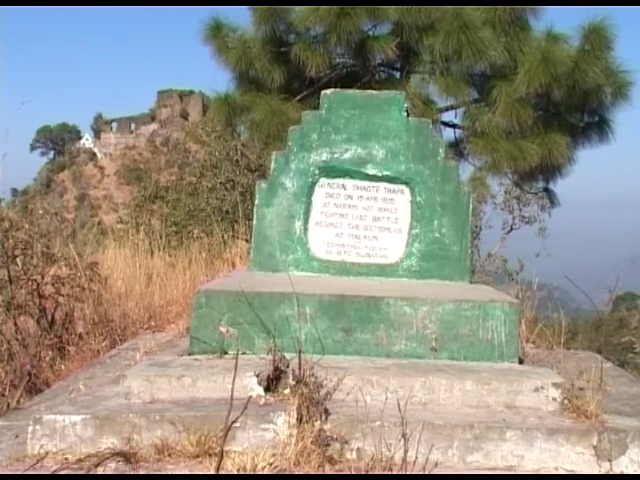 GENERAL BHAGTE THAPA
DIED ON 15 APR 1815
AT NARAIN KOT WHILE
FIGHTING LAST BATTLE
AGAINST THE BRITISHERS
AT MALAUN
CONSTRUCTED BY
14 GTC SUBATHU